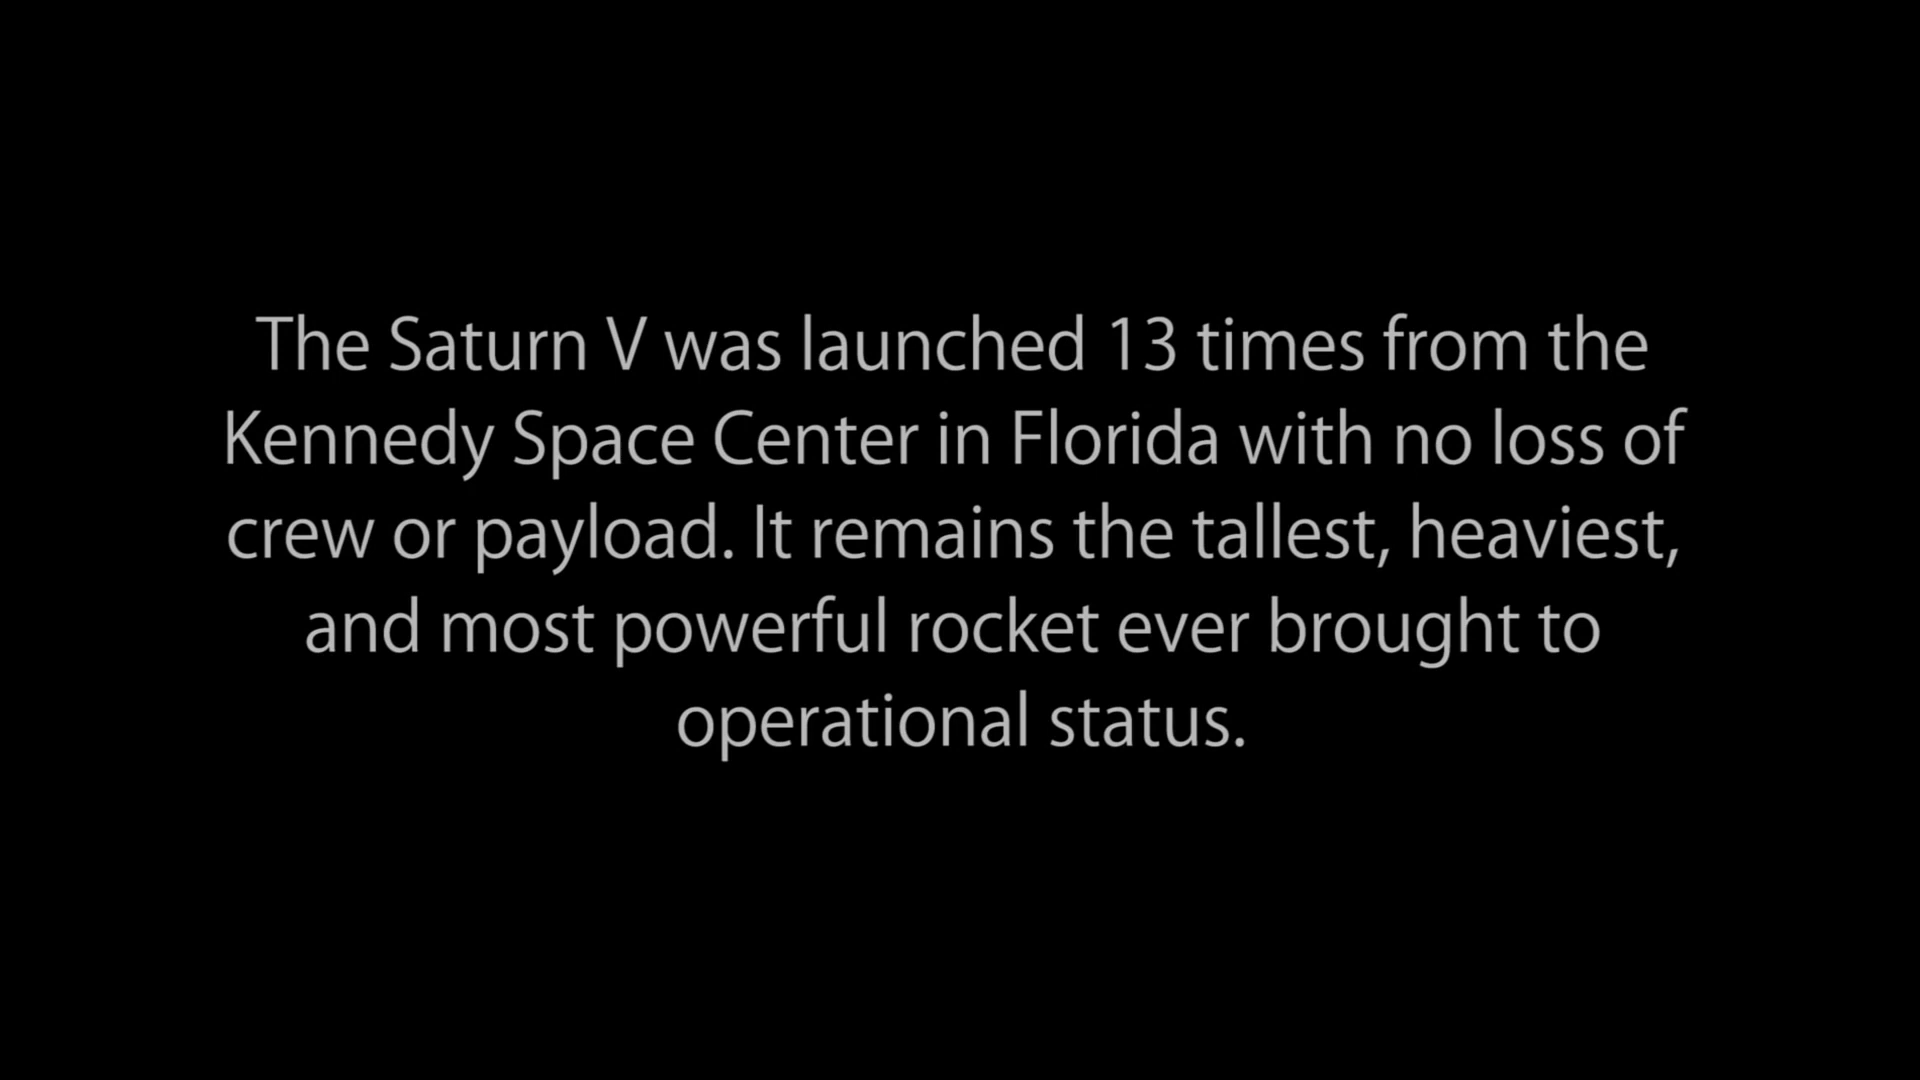 The Saturn V was launched 13 times from the
Kennedy Space Center in Florida with no loss of
crew or payload. It remains the tallest, heaviest,
and most powerful rocket ever brought to
operational status.